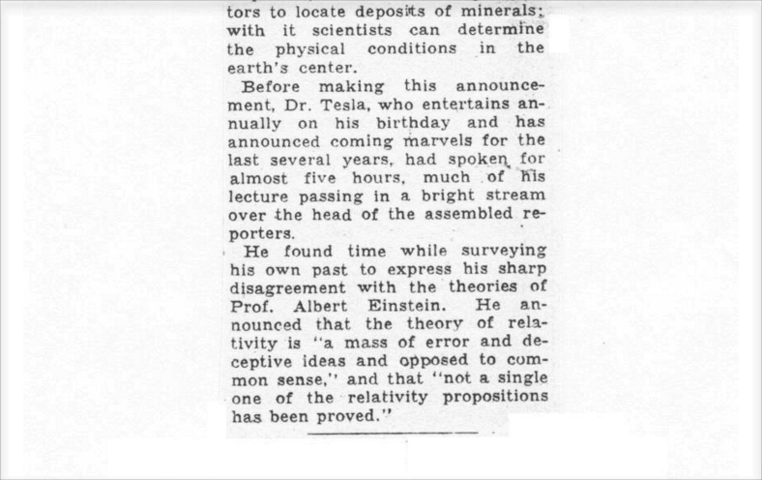 tors to locate deposits of minerals;
with it scientists can determine
the physical conditions in the
earth's center.
Before making this announce-
ment, Dr. Tesla, who entertains an-
nually on his birthday and has
announced coming marvels for the
last several years, had spoken for
almost five hours, much of his
lecture passing in a bright stream
over the head of the assembled re-
porters.
He found time while surveying
his own past to express his sharp
disagreement with the theories of
Prof. Albert Einstein. He an-
nounced that the theory of rela-
tivity is "a mass of error and de-
ceptive ideas and opposed to com-
mon sense," and that "not a single
one of the relativity propositions
has been proved."